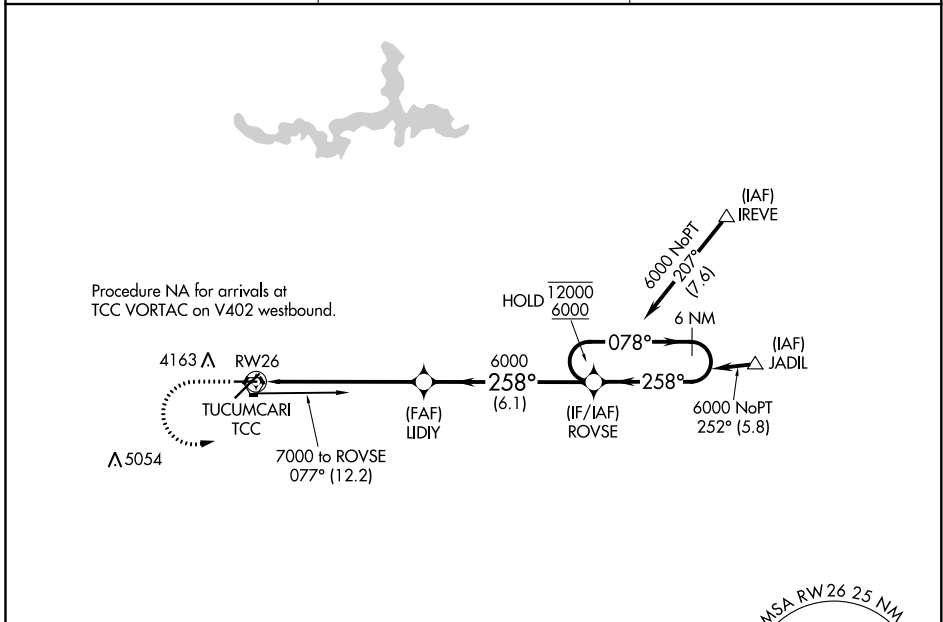 (IAF)
IREVE
6000 NoPT
207°
(7.6)
Procedure NA for arrivals at
TCC VORTAC on V402 westbound.
HOLD
12000
6000
6 NM
078°
(IAF)
JADIL
4163
RW26
6000
258°
(6.1)
258°
6000 NoPT
252° (5.8)
TUCUMCARI
TCC
(FAF)
LIDIY
(IF/IAF)
ROVSE
5054
7000 to ROVSE
077° (12.2)
MSA RW26 25 NM